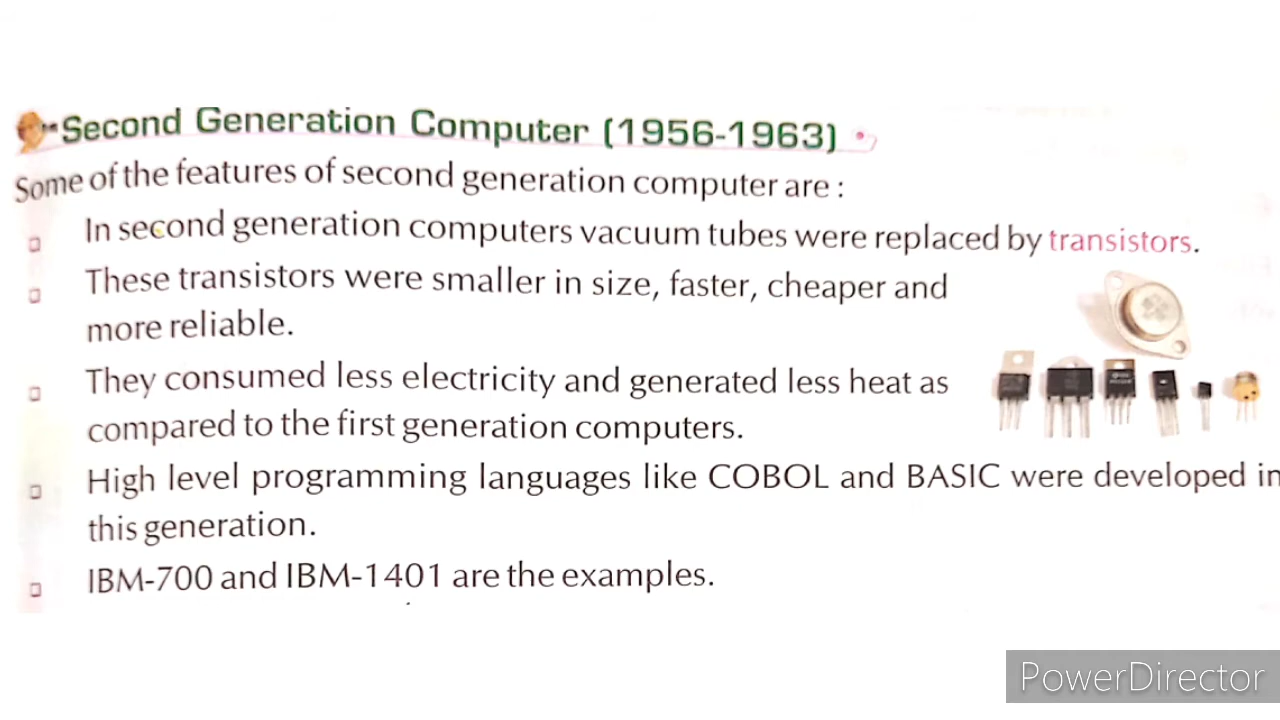 Second Generation Computer (1956-1963)
Some of the features of second generation computer are :
In second generation computers vacuum tubes were replaced by transistors.
These transistors were smaller in size, faster, cheaper and
more reliable.
They consumed less electricity and generated less heat as
compared to the first generation computers.
High level programming languages like COBOL and BASIC were developed in
this generation.
IBM-700 and IBM-1401 are the examples.
PowerDirector